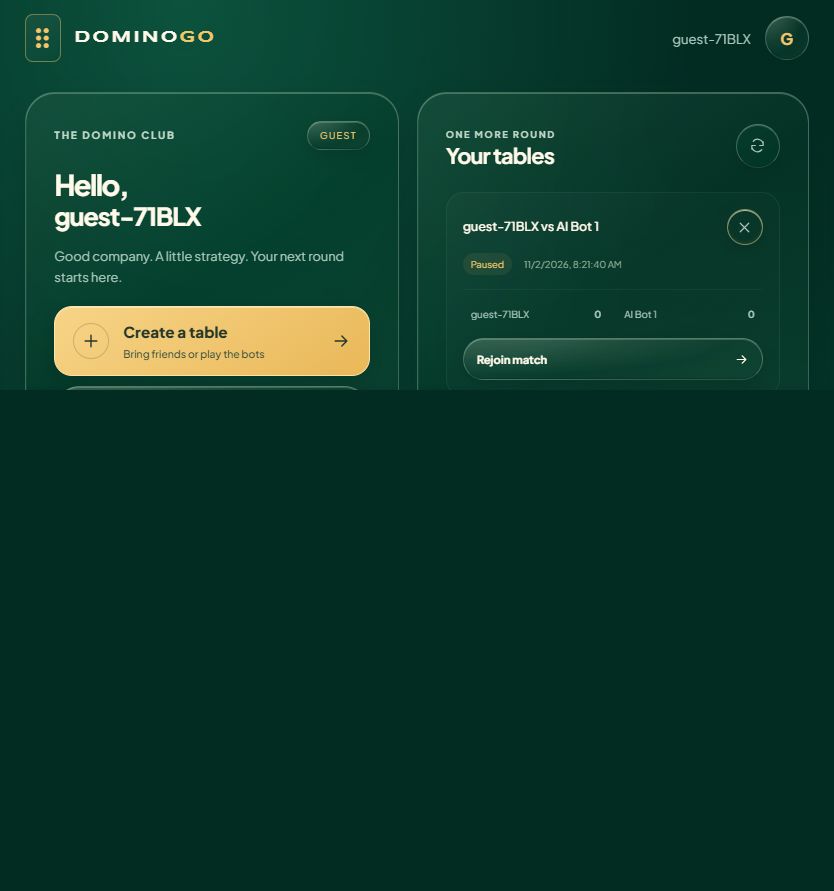 DOMINOGO
guest-71BLX
G
THE DOMINO CLUB
GUEST
Hello,
guest-71BLX
Good company. A little strategy. Your next round
starts here.
Create a table
Bring friends or play the bots
ONE MORE ROUND
Your tables
guest-71BLX vs AI Bot 1
Paused
11/2/2026, 8:21:40 AM
guest-71BLX 0 AI Bot 1 0
Rejoin match